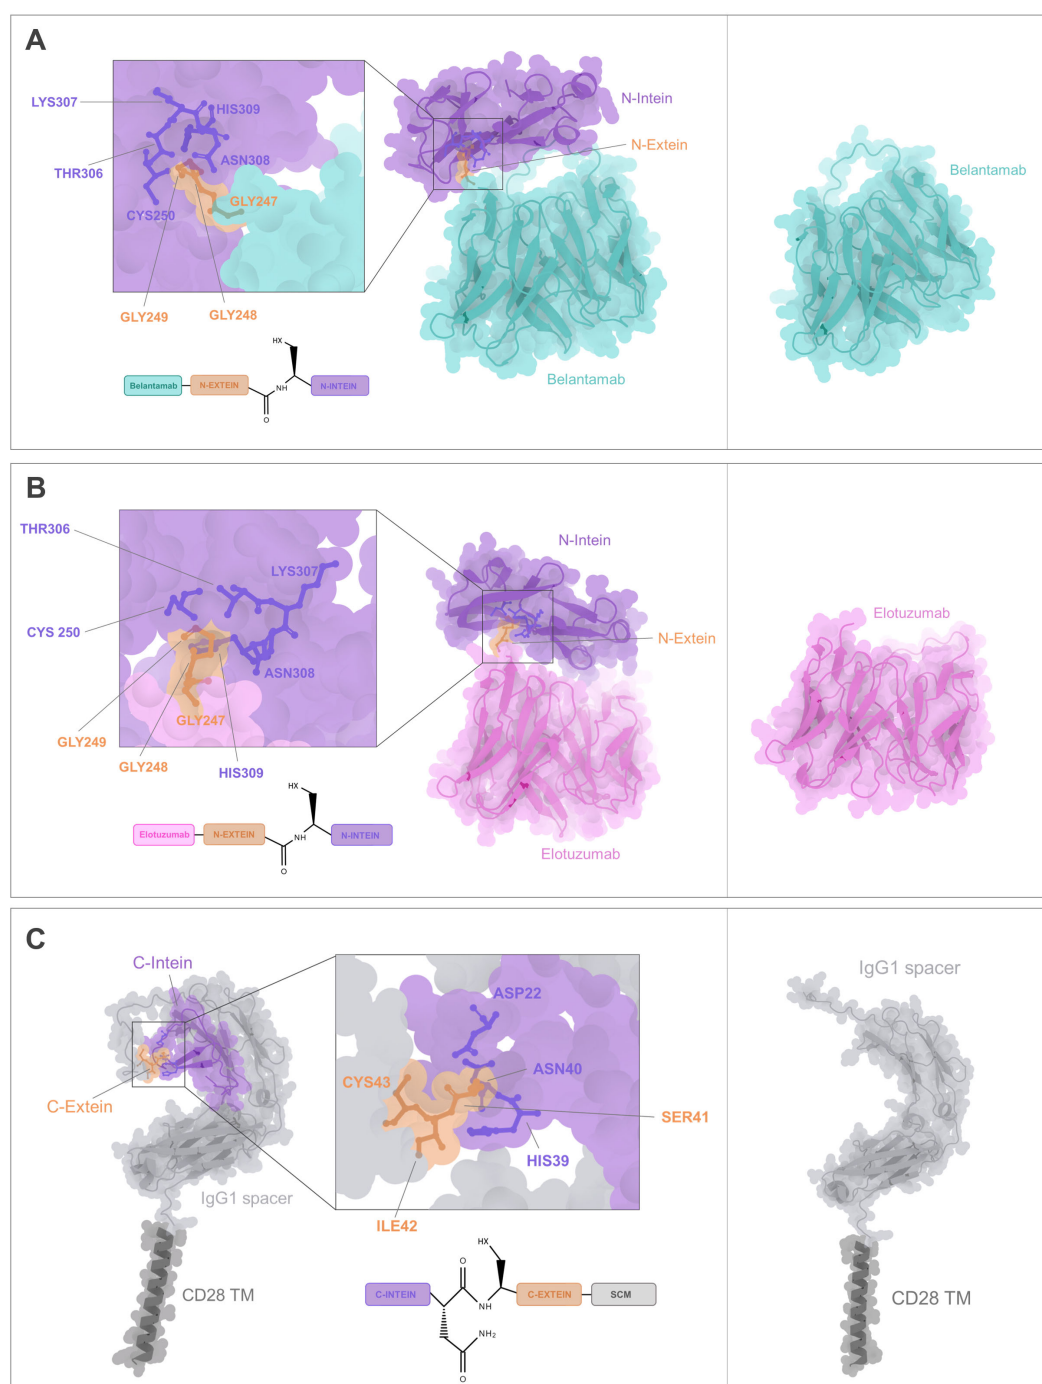 A
LYS307
HIS309
THR306
ASN308
CYS250
GLY247
GLY249
GLY248
N-Intein
N-Extein
Belantamab
Belantamab
Belantamab
N-EXTEIN
HX
NH
O
N-INTEIN
B
THR306
LYS307
CYS 250
ASN308
GLY247
GLY249
GLY248
HIS309
N-Intein
N-Extein
Elotuzumab
Elotuzumab
Elotuzumab
N-EXTEIN
HX
NH
O
N-INTEIN
C
C-Intein
C-Extein
IgG1 spacer
CD28 TM
ASP22
CYS43
ASN40
SER41
HIS39
ILE42
IgG1 spacer
CD28 TM
C-INTEIN
O
HX
NH
NH₂
O
C-EXTEIN
SCM